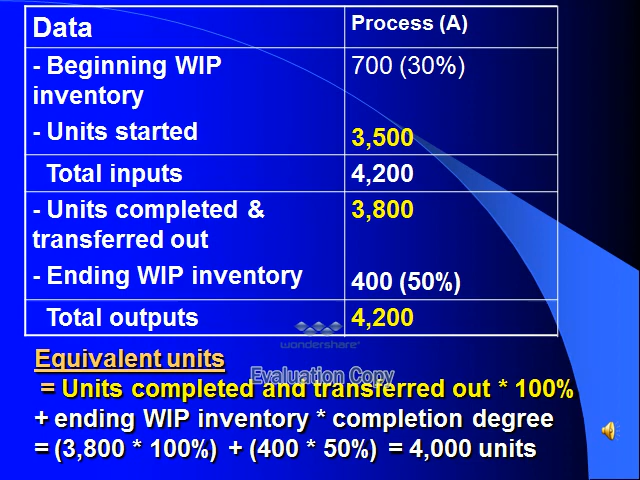 Data Process (A)
- Beginning WIP 700 (30%)
inventory
- Units started 3,500
Total inputs 4,200
- Units completed & 3,800
transferred out
- Ending WIP inventory 400 (50%)
Total outputs 4,200
wondershare
Equivalent units
Evaluation Copy
= Units completed and transferred out * 100%
+ ending WIP inventory * completion degree
= (3,800 * 100%) + (400 * 50%) = 4,000 units